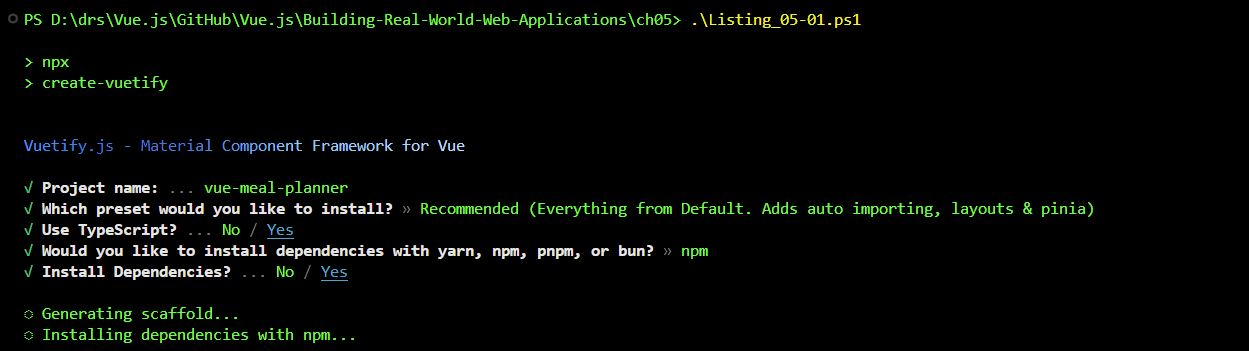 PS D:\drs\Vue.js\GitHub\Vue.js\Building-Real-World-Web-Applications\ch05> .\Listing_05-01.ps1
> npx
> create-vuetify
Vuetify.js - Material Component Framework for Vue
√ Project name: ... vue-meal-planner
√ Which preset would you like to install? » Recommended (Everything from Default. Adds auto importing, layouts & pinia)
√ Use TypeScript? ... No / Yes
√ Would you like to install dependencies with yarn, npm, pnpm, or bun? » npm
√ Install Dependencies? ... No / Yes
◌ Generating scaffold...
◌ Installing dependencies with npm...